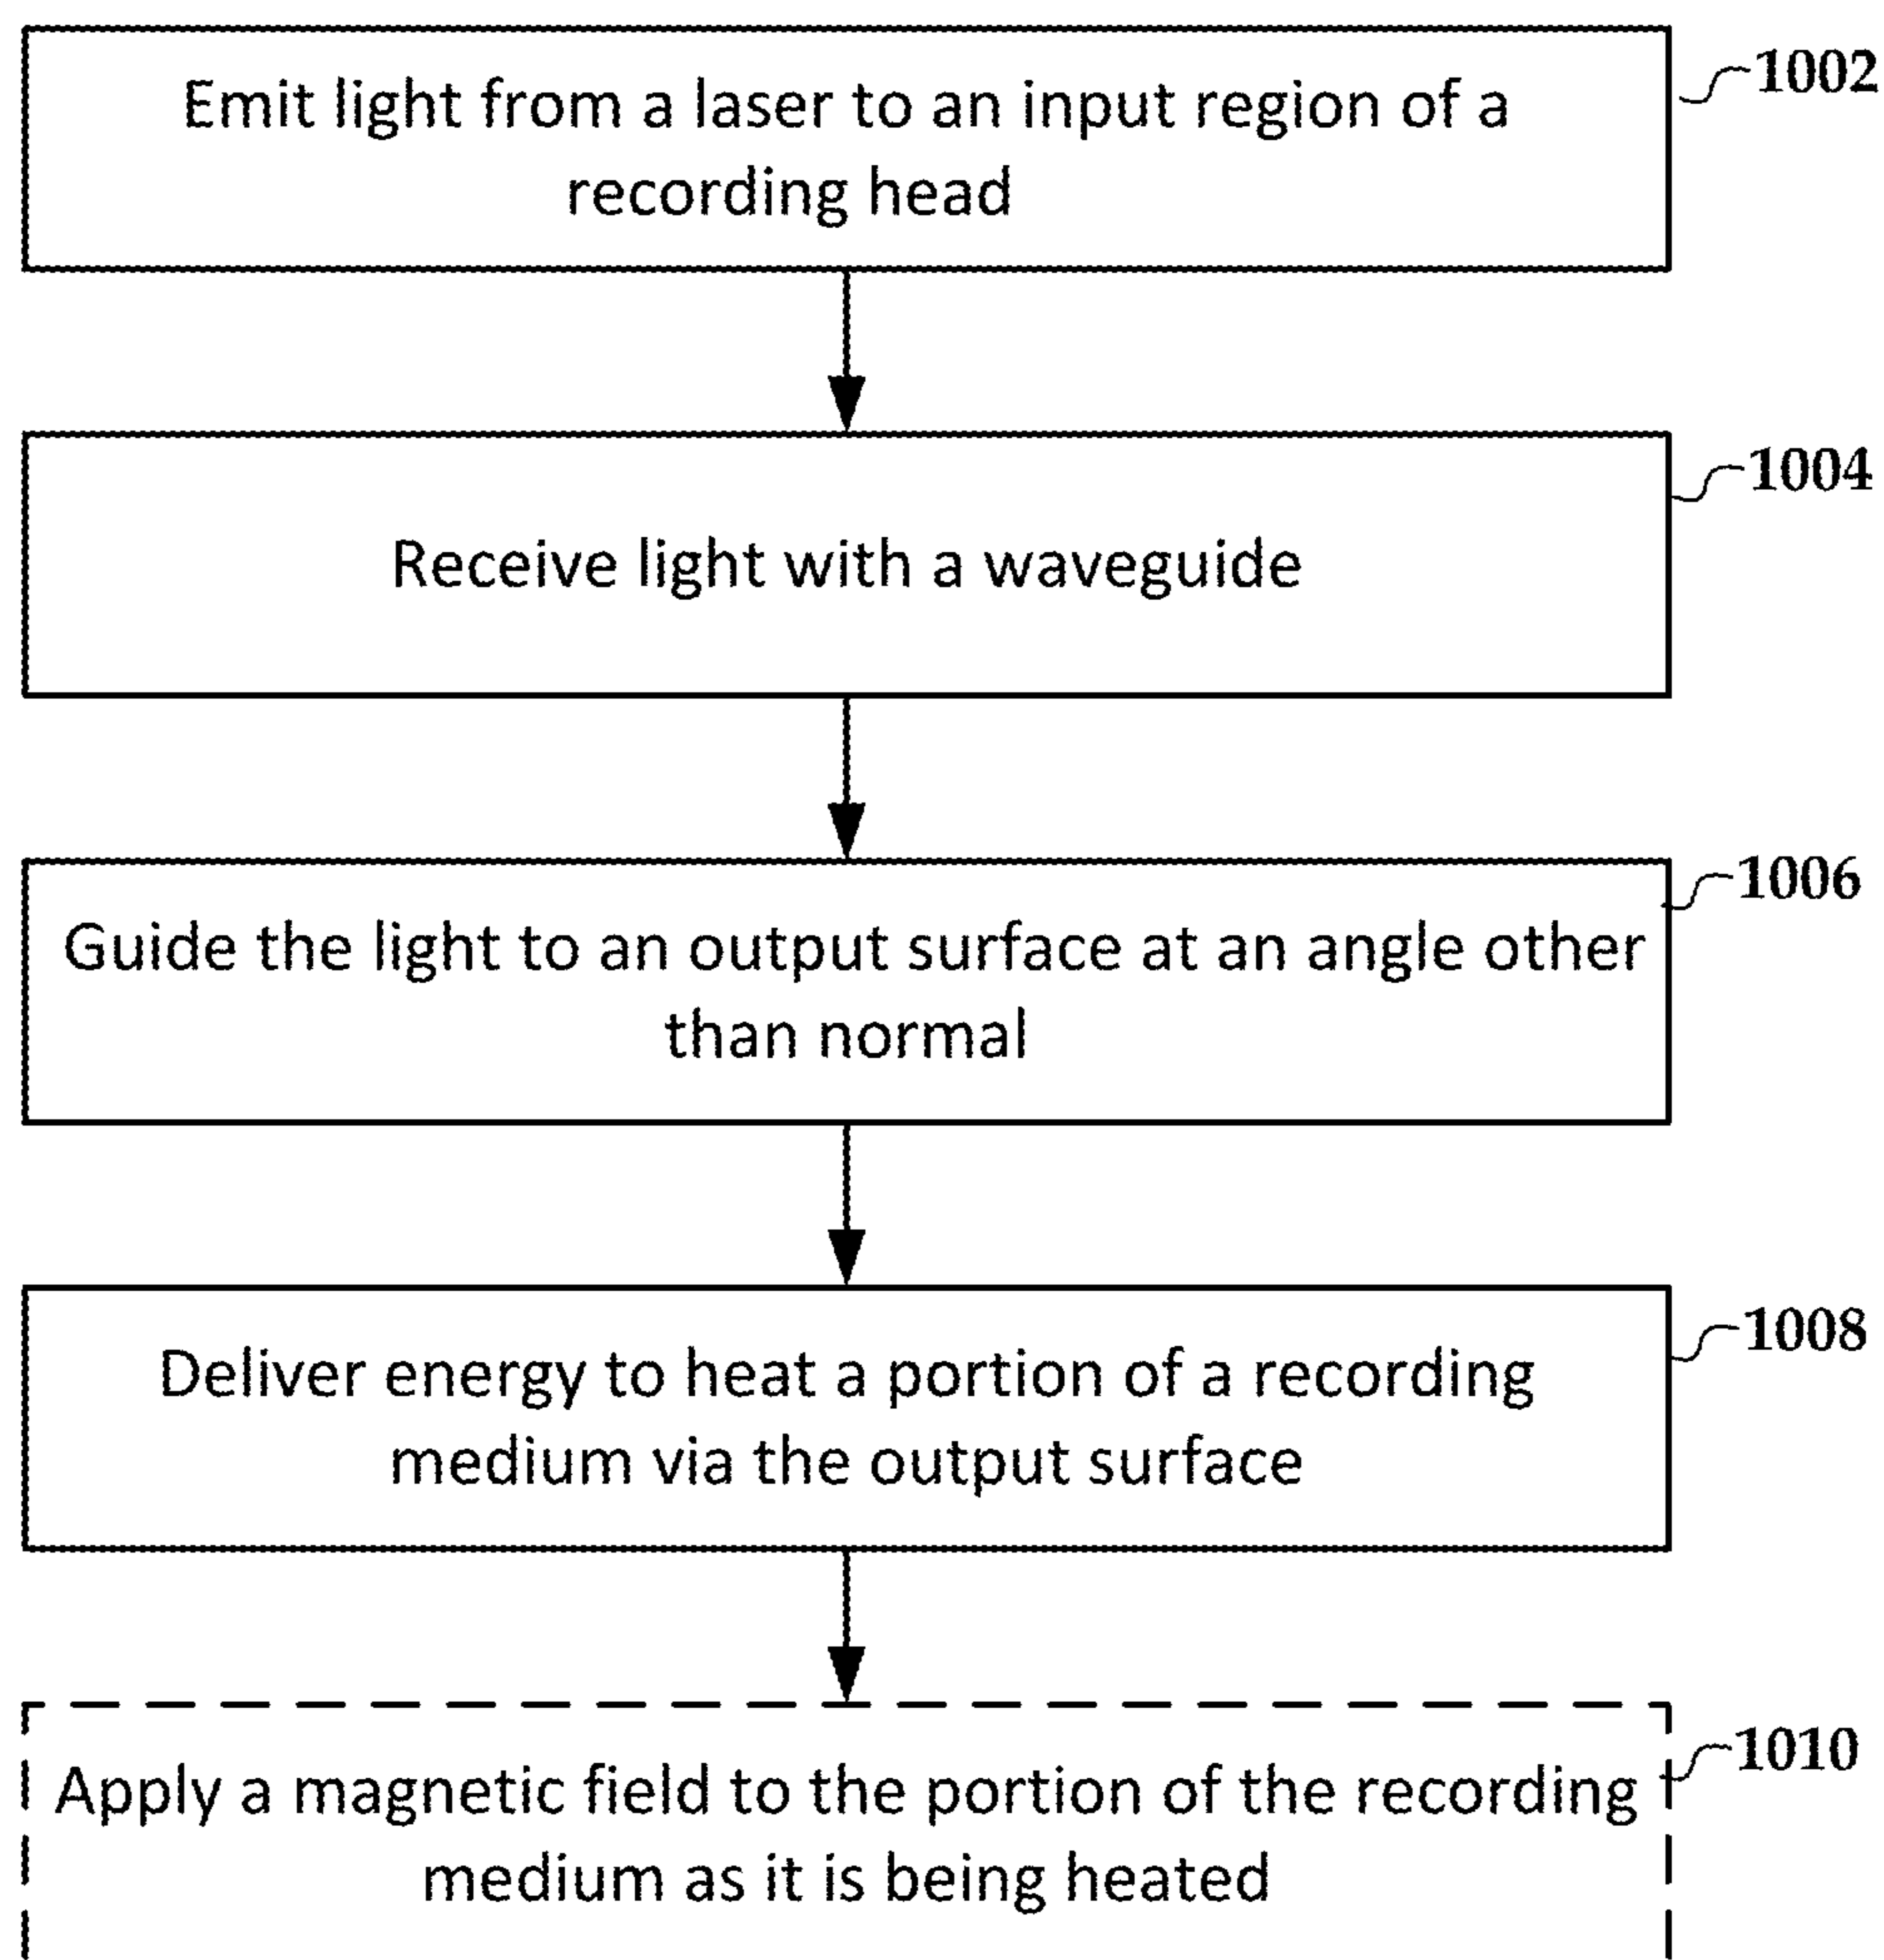 Emit light from a laser to an input region of a
recording head
1002
Receive light with a waveguide
1004
Guide the light to an output surface at an angle other
than normal
1006
Deliver energy to heat a portion of a recording
medium via the output surface
1008
Apply a magnetic field to the portion of the recording
medium as it is being heated
1010